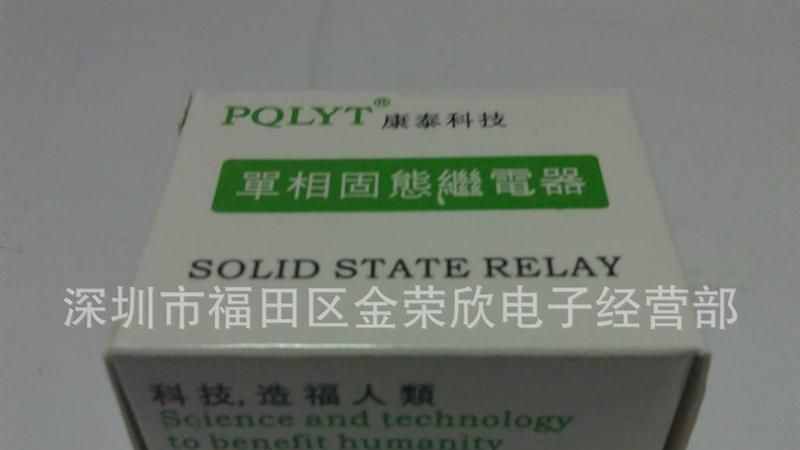 PQLYT® 康泰科技
單相固態繼電器
SOLID STATE RELAY
深圳市福田区金荣欣电子经营部
科技,造福人類
Science and technology
to benefit humanity